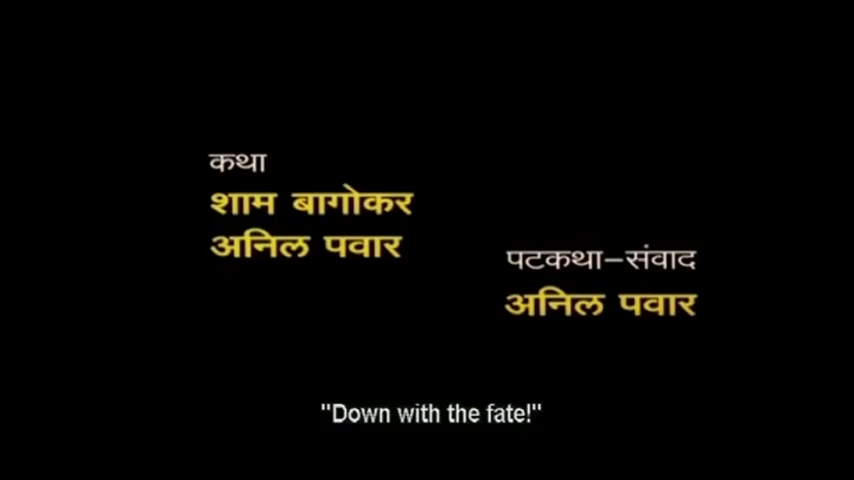 कथा
शाम बागोकर
अनिल पवार
पटकथा–संवाद
अनिल पवार
"Down with the fate!"